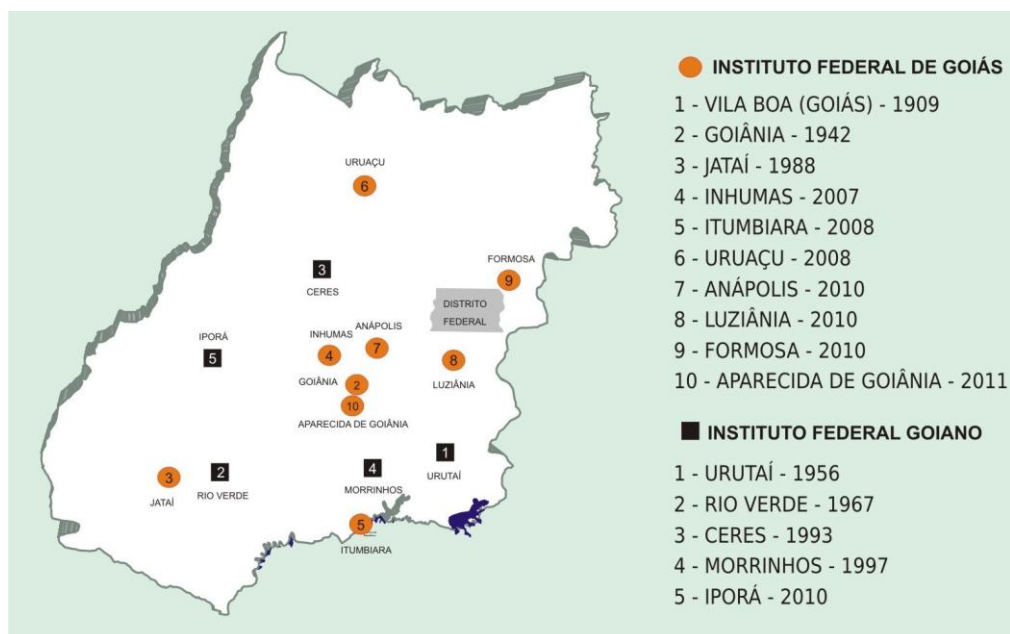 URUAÇU
6
FORMOSA
9
3
CERES
DISTRITO
FEDERAL
IPORÁ
5
INHUMAS
4
ANÁPOLIS
7
8
LUZIÂNIA
GOIÂNIA
2
10
APARECIDA DE GOIÂNIA
1
URUTAÍ
3
JATAÍ
2
RIO VERDE
4
MORRINHOS
5
ITUMBIARA
INSTITUTO FEDERAL DE GOIÁS
1 - VILA BOA (GOIÁS) - 1909
2 - GOIÂNIA - 1942
3 - JATAÍ - 1988
4 - INHUMAS - 2007
5 - ITUMBIARA - 2008
6 - URUAÇU - 2008
7 - ANÁPOLIS - 2010
8 - LUZIÂNIA - 2010
9 - FORMOSA - 2010
10 - APARECIDA DE GOIÂNIA - 2011
INSTITUTO FEDERAL GOIANO
1 - URUTAÍ - 1956
2 - RIO VERDE - 1967
3 - CERES - 1993
4 - MORRINHOS - 1997
5 - IPORÁ - 2010